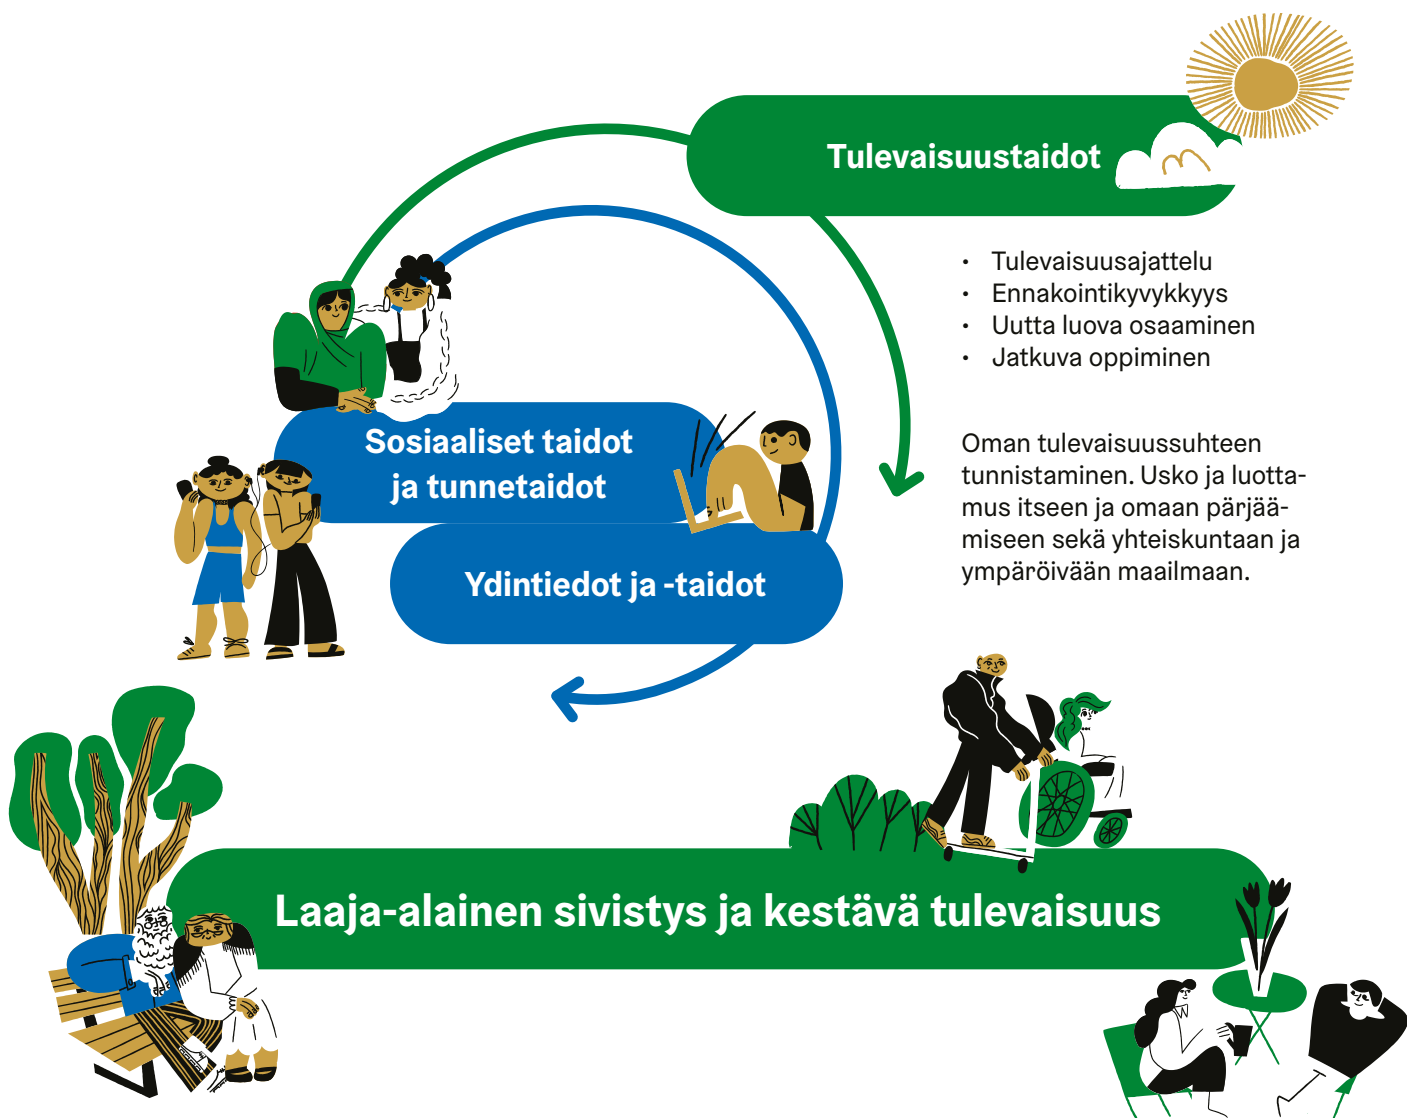 Tulevaisuustaidot
• Tulevaisuusajattelu
• Ennakointikyvykkyys
• Uutta luova osaaminen
• Jatkuva oppiminen
Oman tulevaisuussuhteen
tunnistaminen. Usko ja luotta-
mus itseen ja omaan pärjää-
miseen sekä yhteiskuntaan ja
ympäröivään maailmaan.
Sosiaaliset taidot
ja tunnetaidot
Ydintiedot ja -taidot
Laaja-alainen sivistys ja kestävä tulevaisuus